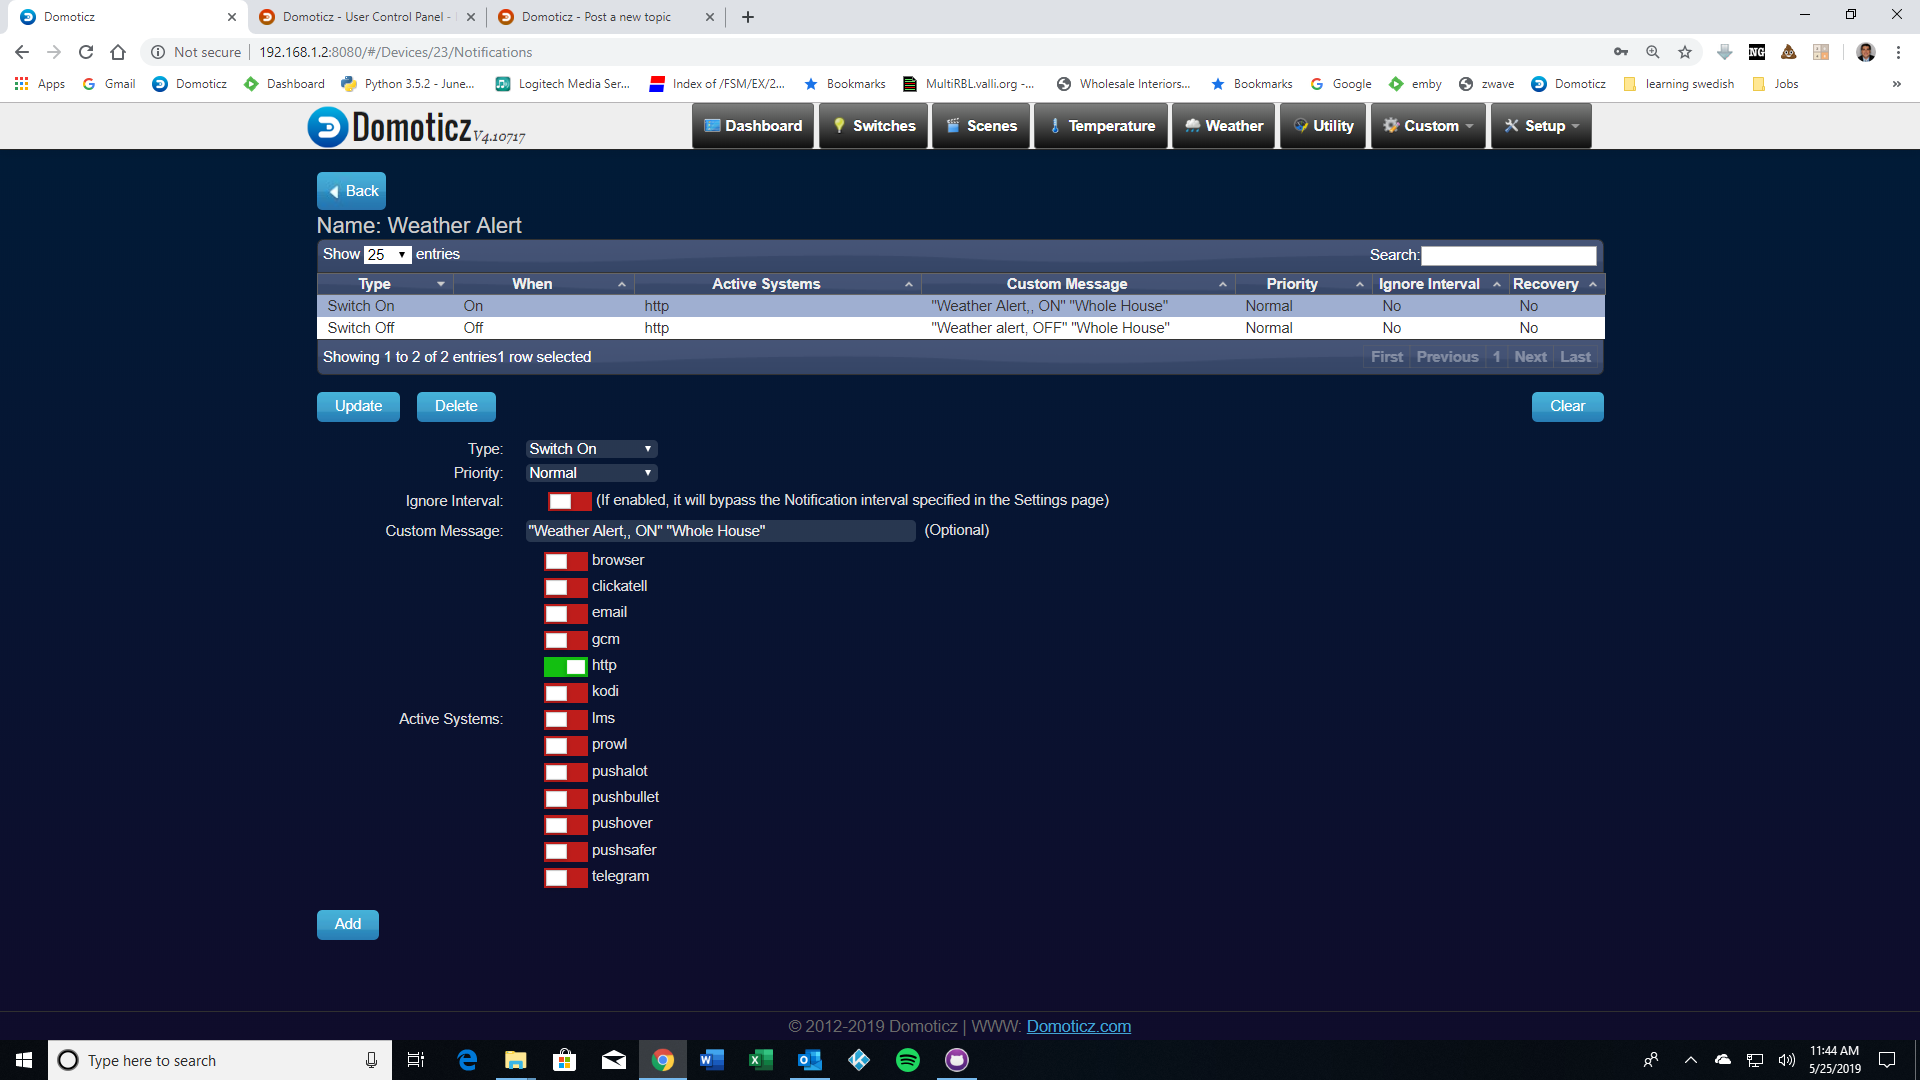 Domoticz
Domoticz - User Control Panel -
Domoticz - Post a new topic
Not secure
192.168.1.2:8080/#/Devices/23/Notifications
NG
Apps
Gmail
Domoticz
Dashboard
Python 3.5.2 - June...
Logitech Media Ser...
Index of /FSM/EX/2...
Bookmarks
MultiRBL.valli.org -...
Wholesale Interiors...
Bookmarks
Google
emby
zwave
Domoticz
learning swedish
Jobs
»
Domoticz V4.10717
Dashboard
Switches
Scenes
Temperature
Weather
Utility
Custom
Setup
Back
Name: Weather Alert
Show 25 entries
Search:
Type When Active Systems Custom Message Priority Ignore Interval Recovery
Switch On On http "Weather Alert,, ON" "Whole House" Normal No No
Switch Off Off http "Weather alert, OFF" "Whole House" Normal No No
Showing 1 to 2 of 2 entries1 row selected
First Previous 1 Next Last
Update
Delete
Clear
Type: Switch On
Priority: Normal
Ignore Interval: (If enabled, it will bypass the Notification interval specified in the Settings page)
Custom Message: "Weather Alert,, ON" "Whole House" (Optional)
browser
clickatell
email
gcm
http
kodi
Active Systems: lms
prowl
pushalot
pushbullet
pushover
pushsafer
telegram
Add
© 2012-2019 Domoticz | WWW: Domoticz.com
Type here to search
11:44 AM
5/25/2019